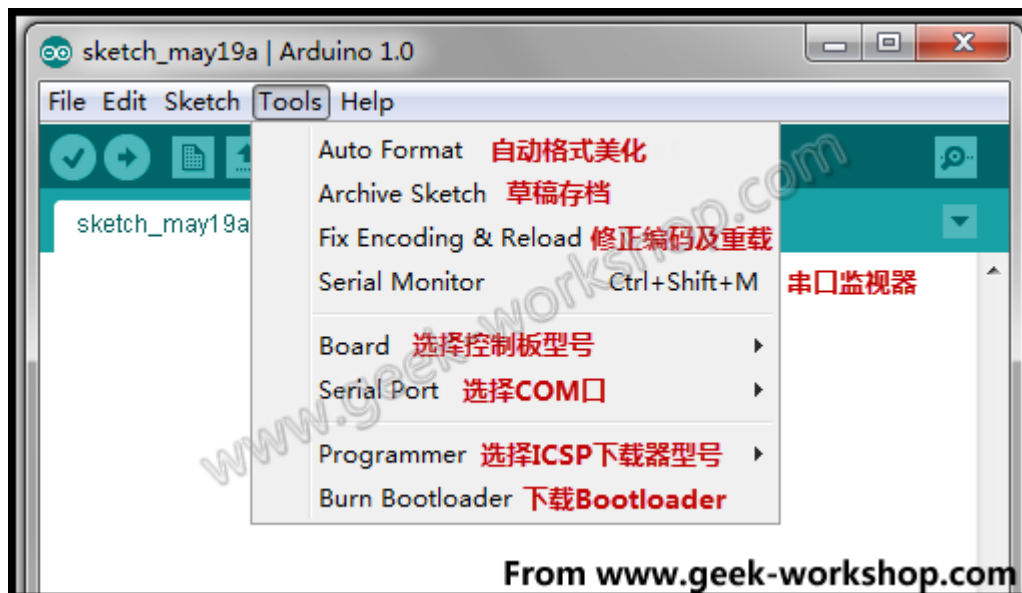 sketch_may19a | Arduino 1.0
File Edit Sketch Tools Help
sketch_may19a
Auto Format 自动格式美化
Archive Sketch 草稿存档
Fix Encoding & Reload 修正编码及重载
Serial Monitor Ctrl+Shift+M 串口监视器
Board 选择控制板型号
Serial Port 选择COM口
Programmer 选择ICSP下载器型号
Burn Bootloader 下载Bootloader
www.geek-workshop.com
From www.geek-workshop.com